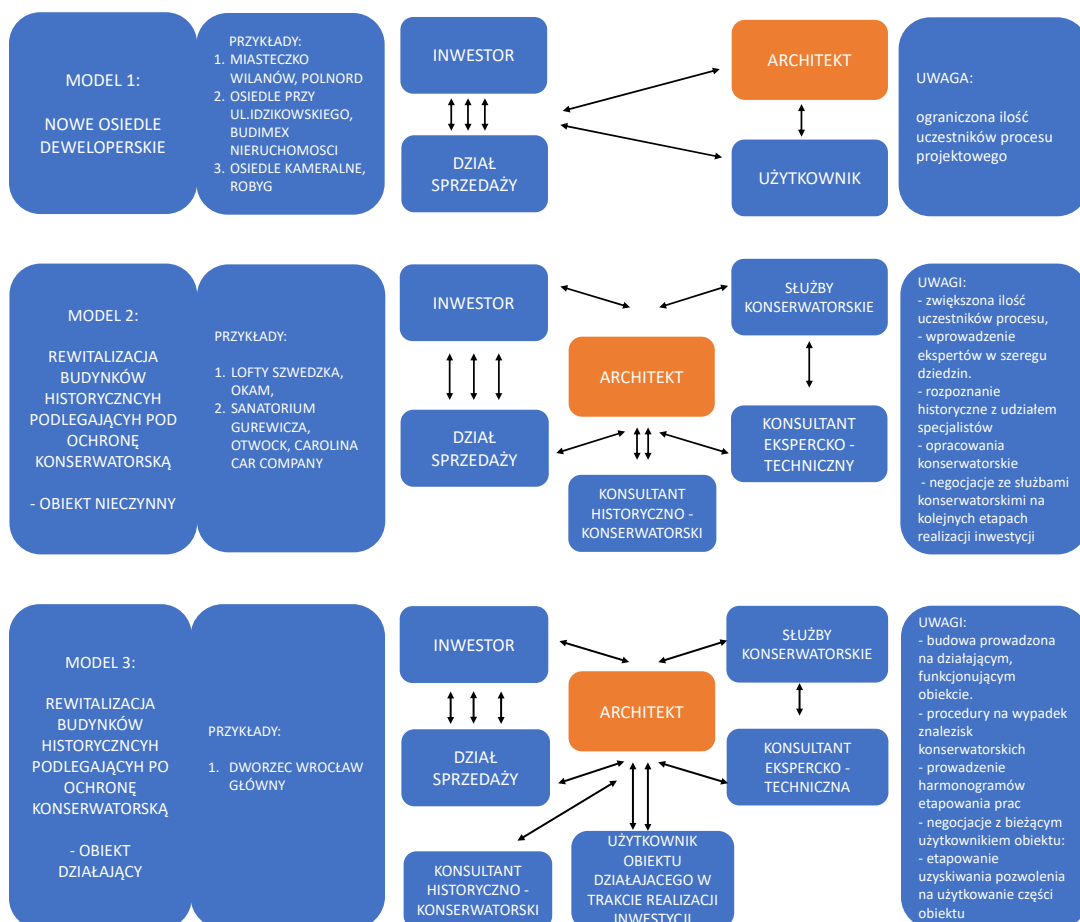 MODEL 1:
NOWE OSIEDLE
DEWELOPERSKIE
PRZYKŁADY:
1. MIASTECZKO
WILANÓW, POLNORD
2. OSIEDLE PRZY
UL.IDZIKOWSKIEGO,
BUDIMEX
NIERUCHOMOSCI
3. OSIEDLE KAMERALNE,
ROBYG
INWESTOR
DZIAŁ
SPRZEDAŻY
ARCHITEKT
UŻYTKOWNIK
UWAGA:
ograniczona ilość
uczestników procesu
projektowego
MODEL 2:
REWITALIZACJA
BUDYNKÓW
HISTORYCZNCYH
PODLEGAJĄCYH POD
OCHRONĘ
KONSERWATORSKĄ
- OBIEKT NIECZYNNY
PRZYKŁADY:
1. LOFTY SZWEDZKA,
OKAM,
2. SANATORIUM
GUREWICZA,
OTWOCK, CAROLINA
CAR COMPANY
INWESTOR
DZIAŁ
SPRZEDAŻY
ARCHITEKT
KONSULTANT
HISTORYCZNO -
KONSERWATORSKI
SŁUŻBY
KONSERWATORSKIE
KONSULTANT
EKSPERCKO -
TECHNICZNY
UWAGI:
- zwiększona ilość
uczestników procesu,
- wprowadzenie
ekspertów w szeregu
dziedzin.
- rozpoznanie
historyczne z udziałem
specjalistów
- opracowania
konserwatorskie
- negocjacje ze służbami
konserwatorskimi na
kolejnych etapach
realizacji inwestycji
MODEL 3:
REWITALIZACJA
BUDYNKÓW
HISTORYCZNCYH
PODLEGAJĄCYH PO
OCHRONĘ
KONSERWATORSKĄ
- OBIEKT
DZIAŁAJĄCY
PRZYKŁADY:
1. DWORZEC WROCŁAW
GŁÓWNY
INWESTOR
DZIAŁ
SPRZEDAŻY
ARCHITEKT
SŁUŻBY
KONSERWATORSKIE
KONSULTANT
EKSPERCKO -
TECHNICZNA
KONSULTANT
HISTORYCZNO -
KONSERWATORSKI
UŻYTKOWNIK
OBIEKTU
DZIAŁAJACEGO W
TRAKCIE REALIZACJI
INWESTYCJI
UWAGI:
- budowa prowadzona
na działającym,
funkcjonującym
obiekcie.
- procedury na wypadek
znalezisk
konserwatorskich
- prowadzenie
harmonogramów
etapowania prac
- negocjacje z bieżącym
użytkownikiem obiektu:
- etapowanie
uzyskiwania pozwolenia
na użytkowanie części
obiektu